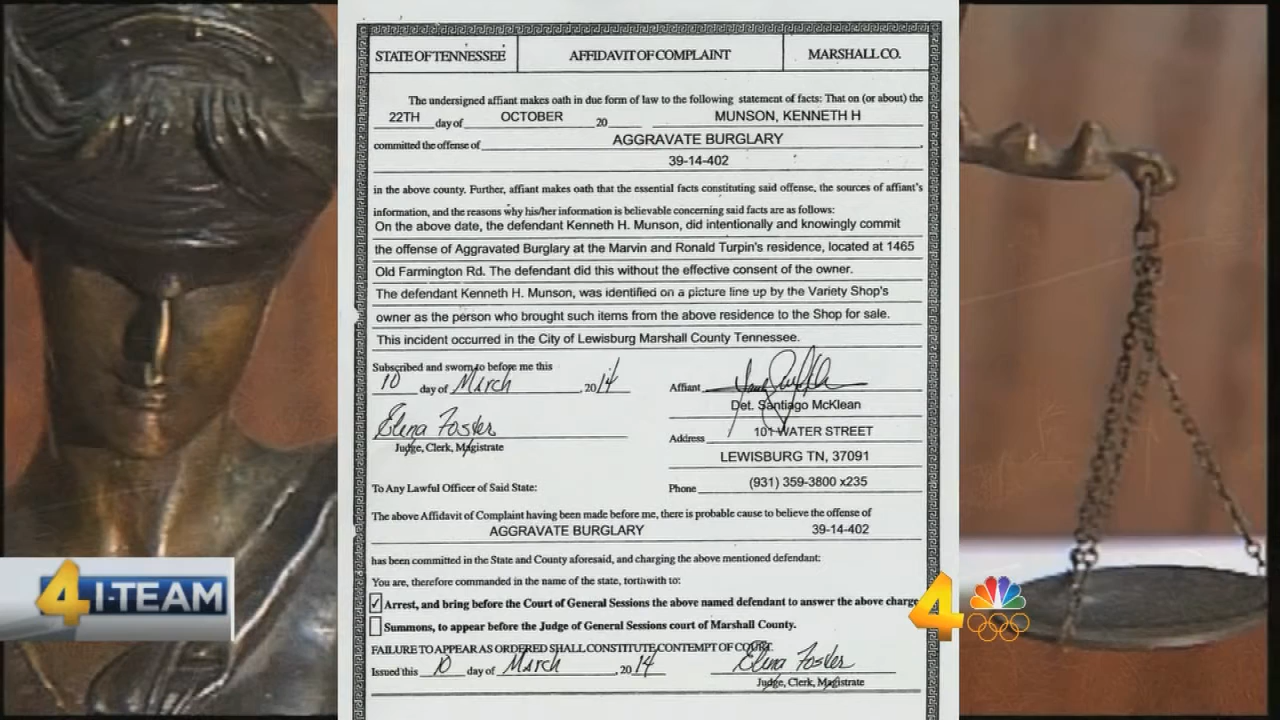 STATE OF TENNESSEE
AFFIDAVIT OF COMPLAINT
MARSHALL CO.
The undersigned affiant makes oath in due form of law to the following statement of facts: That on (or about) the
22TH day of OCTOBER 20 MUNSON, KENNETH H
committed the offense of AGGRAVATE BURGLARY
39-14-402
in the above county. Further, affiant makes oath that the essential facts constituting said offense, the sources of affiant's
information, and the reasons why his/her information is believable concerning said facts are as follows:
On the above date, the defendant Kenneth H. Munson, did intentionally and knowingly commit
the offense of Aggravated Burglary at the Marvin and Ronald Turpin's residence, located at 1465
Old Farmington Rd. The defendant did this without the effective consent of the owner.
The defendant Kenneth H. Munson, was identified on a picture line up by the Variety Shop's
owner as the person who brought such items from the above residence to the Shop for sale.
This incident occurred in the City of Lewisburg Marshall County Tennessee.
Subscribed and sworn to before me this
10 day of March, 2014
Elena Foster
Judge, Clerk, Magistrate
Affiant
Det. Santiago McKlean
Address 101 WATER STREET
LEWISBURG TN, 37091
To Any Lawful Officer of Said State:
Phone (931) 359-3800 x235
The above Affidavit of Complaint having been made before me, there is probable cause to believe the offense of
AGGRAVATE BURGLARY 39-14-402
has been committed in the State and County aforesaid, and charging the above mentioned defendant:
You are, therefore commanded in the name of the state, forthwith to:
Arrest, and bring before the Court of General Sessions the above named defendant to answer the above charge
Summons, to appear before the Judge of General Sessions court of Marshall County.
FAILURE TO APPEAR AS ORDERED SHALL CONSTITUTE CONTEMPT OF COURT.
Issued this 10 day of March, 2014 Elena Foster
Judge, Clerk, Magistrate
4 I-TEAM
4